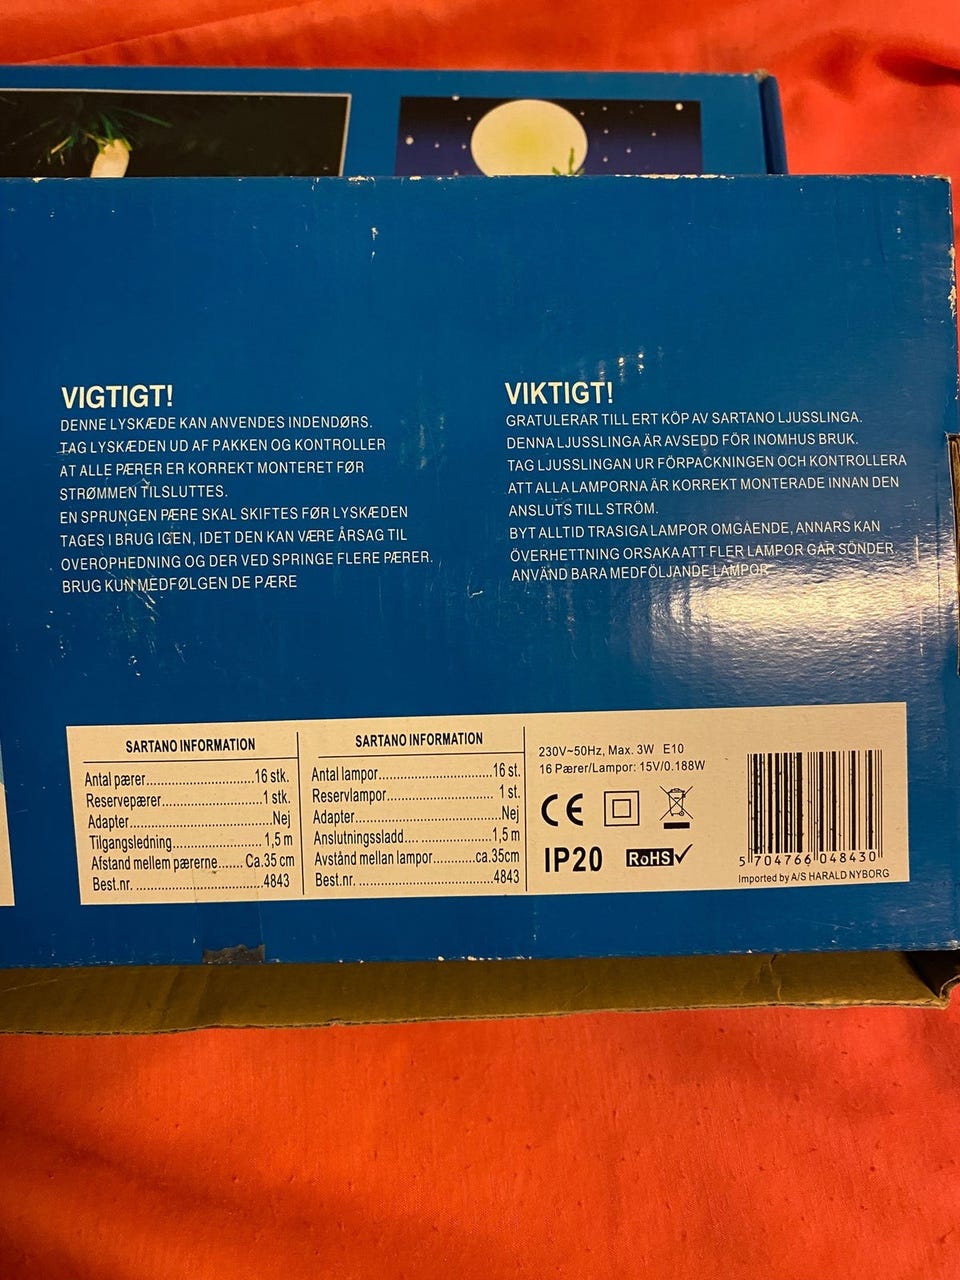 VIGTIGT!
DENNE LYSKÆDE KAN ANVENDES INDENDØRS.
TAG LYSKÆDEN UD AF PAKKEN OG KONTROLLER
AT ALLE PÆRER ER KORREKT MONTERET FØR
STRØMMEN TILSLUTTES.
EN SPRUNGEN PÆRE SKAL SKIFTES FØR LYSKÆDEN
TAGES I BRUG IGEN, IDET DEN KAN VÆRE ÅRSAG TIL
OVEROPHEDNING OG DER VED SPRINGE FLERE PÆRER.
BRUG KUN MEDFØLGEN DE PÆRE
VIKTIGT!
GRATULERAR TILL ERT KÖP AV SARTANO LJUSSLINGA.
DENNA LJUSSLINGA ÄR AVSEDD FÖR INOMHUS BRUK.
TAG LJUSSLINGAN UR FÖRPACKNINGEN OCH KONTROLLERA
ATT ALLA LAMPORNA ÄR KORREKT MONTERADE INNAN DEN
ANSLUTS TILL STRÖM.
BYT ALLTID TRASIGA LAMPOR OMGÅENDE, ANNARS KAN
ÖVERHETTNING ORSAKA ATT FLER LAMPOR GÅR SÖNDER
ANVÄND BARA MEDFÖLJANDE LAMPOR
SARTANO INFORMATION
Antal pærer..............................16 stk.
Reservepærer..........................1 stk.
Adapter....................................Nej
Tilgangsledning.......................1,5 m
Afstand mellem pærerne....... Ca.35 cm
Best.nr. ................................4843
SARTANO INFORMATION
Antal lampor.............................16 st.
Reservlampor........................... 1 st.
Adapter.....................................Nej
Anslutningssladd......................1,5 m
Avstånd mellan lampor...........ca.35cm
Best.nr. ...................................4843
230V~50Hz, Max. 3W E10
16 Pærer/Lampor: 15V/0.188W
CE
IP20 RoHS
5 704766 048430
Imported by A/S HARALD NYBORG